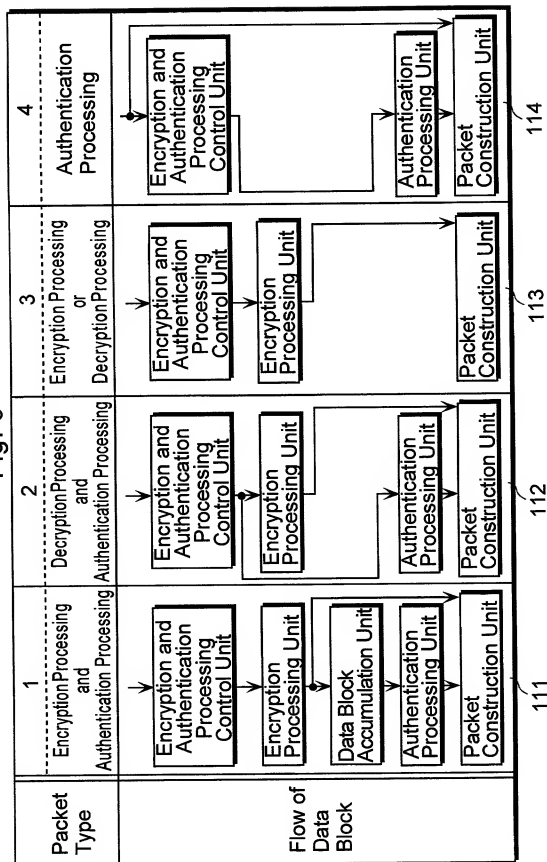 Packet
Type
1
Encryption Processing
and
Authentication Processing
2
Decryption Processing
and
Authentication Processing
3
Encryption Processing
or
Decryption Processing
4
Authentication
Processing
Flow of
Data
Block
Encryption and
Authentication
Processing
Control Unit
Encryption
Processing Unit
Data Block
Accumulation Unit
Authentication
Processing Unit
Packet
Construction Unit
111
Encryption and
Authentication
Processing
Control Unit
Encryption
Processing Unit
Authentication
Processing Unit
Packet
Construction Unit
112
Encryption and
Authentication
Processing
Control Unit
Encryption
Processing Unit
Packet
Construction Unit
113
Encryption and
Authentication
Processing
Control Unit
Authentication
Processing Unit
Packet
Construction Unit
114